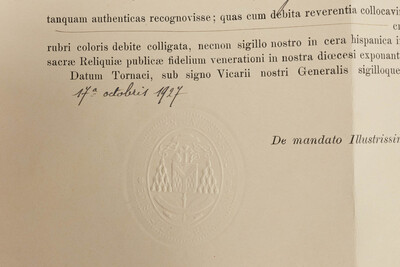 tanquam authenticas recognovisse; quas cum debita reverentia collocavi
rubri coloris debite colligata, necnon sigillo nostro in cera hispanica i
sacræ Reliquiæ publicæ fidelium venerationi in nostra diœcesi exponant
Datum Tornaci, sub signo Vicarii nostri Generalis sigilloque
17ª octobris 1927
De mandato Illustrissi